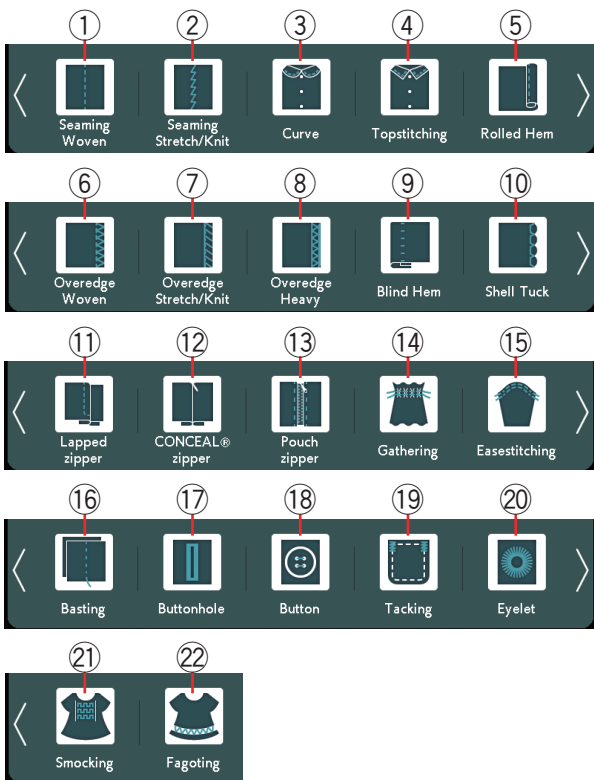 ① ② ③ ④ ⑤
Seaming Woven
Seaming Stretch/Knit
Curve
Topstitching
Rolled Hem
⑥ ⑦ ⑧ ⑨ ⑩
Overedge Woven
Overedge Stretch/Knit
Overedge Heavy
Blind Hem
Shell Tuck
⑪ ⑫ ⑬ ⑭ ⑮
Lapped zipper
CONCEAL® zipper
Pouch zipper
Gathering
Easestitching
⑯ ⑰ ⑱ ⑲ ⑳
Basting
Buttonhole
Button
Tacking
Eyelet
㉑ ㉒
Smocking
Fagoting